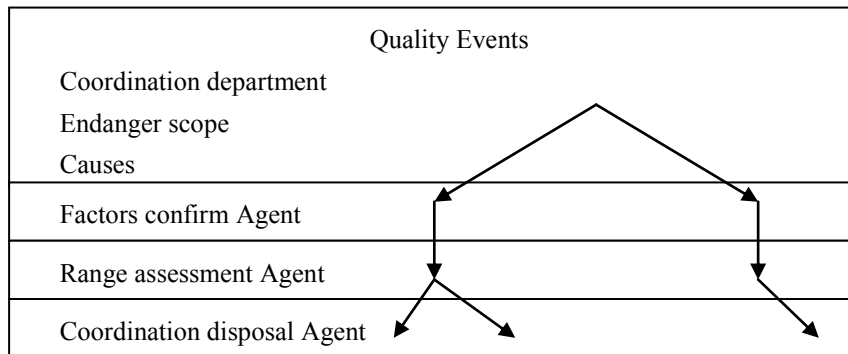 Quality Events
Coordination department
Endanger scope
Causes
Factors confirm Agent
Range assessment Agent
Coordination disposal Agent